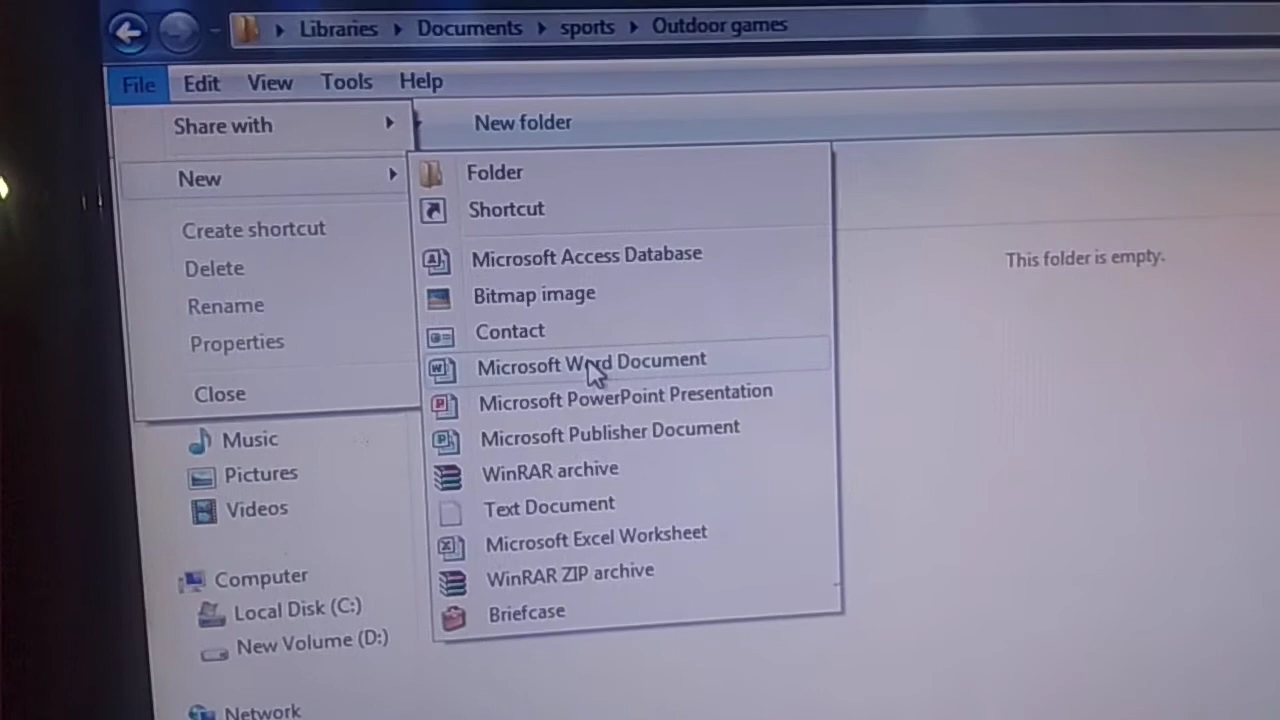 Libraries Documents sports Outdoor games
File Edit View Tools Help
Share with
New
Create shortcut
Delete
Rename
Properties
Close
New folder
Folder
Shortcut
Microsoft Access Database
Bitmap image
Contact
Microsoft Word Document
Microsoft PowerPoint Presentation
Microsoft Publisher Document
WinRAR archive
Text Document
Microsoft Excel Worksheet
WinRAR ZIP archive
Briefcase
This folder is empty.
Music
Pictures
Videos
Computer
Local Disk (C:)
New Volume (D:)
Network